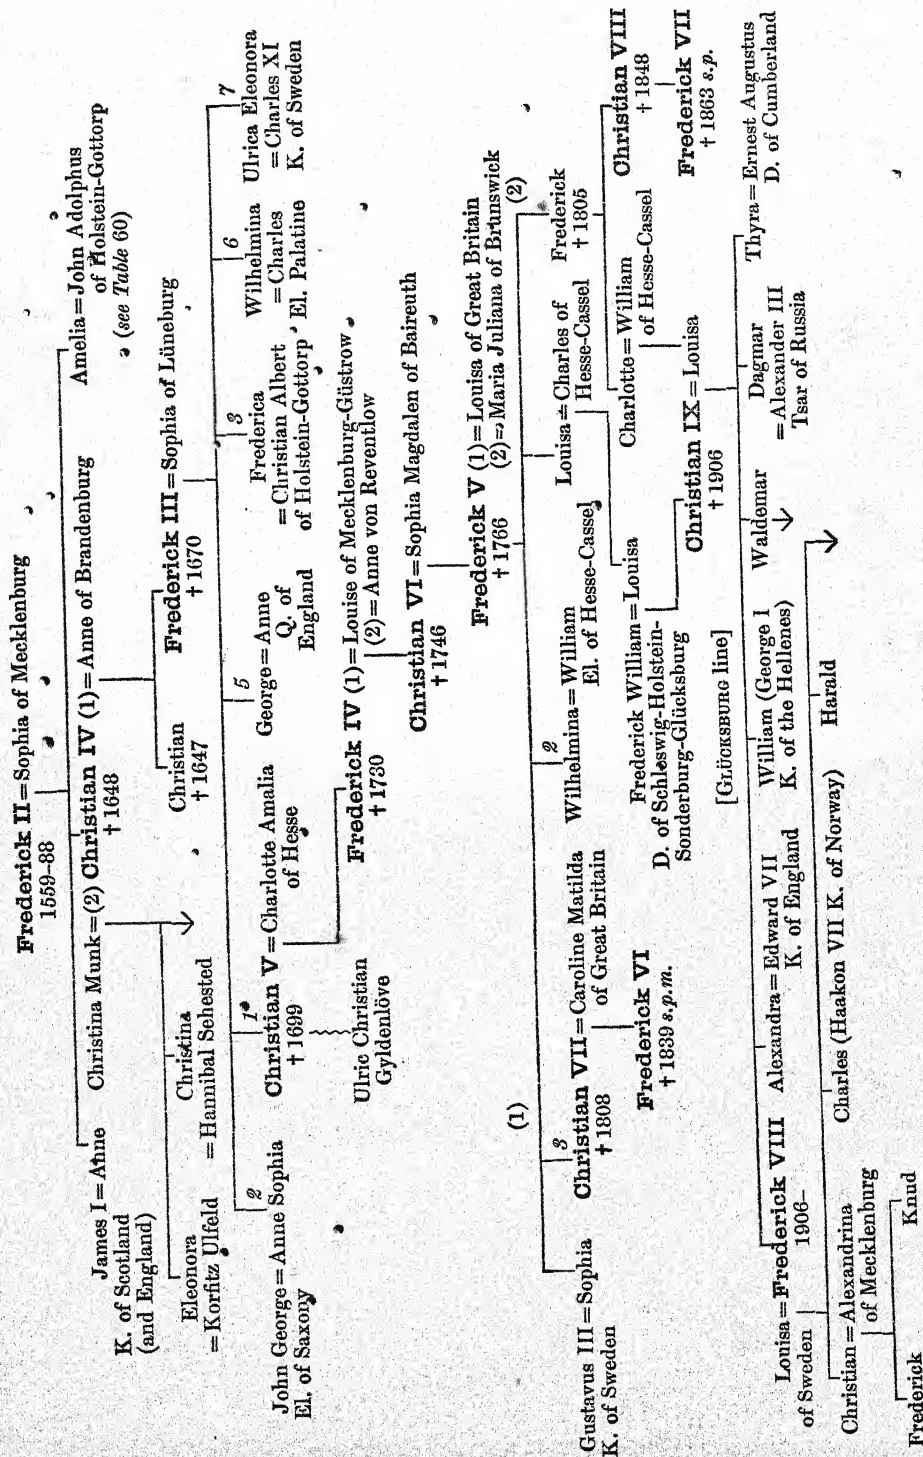 Frederick II = Sophia of Mecklenburg
1559–88
James I = Anne
K. of Scotland
(and England)
Christina Munk = (2) Christian IV (1) = Anne of Brandenburg
†1648
Amelia = John Adolphus
of Holstein-Gottorp
(see Table 60)
Eleonora
= Korfitz Ulfeld
Christina
= Hannibal Sehested
Christian
†1647
Frederick III = Sophia of Lüneburg
†1670
2
John George = Anne Sophia
El. of Saxony
1
Christian V = Charlotte Amalia
†1699
of Hesse
5
George = Anne
Q. of
England
3
Frederica
= Christian Albert
of Holstein-Gottorp
6
Wilhelmina
= Charles
El. Palatine
7
Ulrica Eleonora
= Charles XI
K. of Sweden
Ulric Christian
Gyldenlöve
Frederick IV (1) = Louise of Mecklenburg-Güstrow
†1730
(2) = Anne von Reventlow
Christian VI = Sophia Magdalen of Baireuth
†1746
Frederick V (1) = Louisa of Great Britain
†1766
(2) = Maria Juliana of Brunswick
(1)
(2)
Gustavus III = Sophia
K. of Sweden
3
Christian VII = Caroline Matilda
†1808
of Great Britain
2
Wilhelmina = William
El. of Hesse-Cassel
Louisa = Charles of
Hesse-Cassel
Frederick
†1805
Frederick VI
†1839 s.p.m.
Frederick William = Louisa
D. of Schleswig-Holstein-
Sonderburg-Glücksburg
Charlotte = William
of Hesse-Cassel
Christian VIII
†1848
[GLÜCKSBURG line]
Christian IX = Louisa
†1906
Frederick VII
†1863 s.p.
Louisa = Frederick VIII
of Sweden
1906–
Alexandra = Edward VII
K. of England
William (George I
K. of the Hellenes)
Waldemar
Dagmar
= Alexander III
Tsar of Russia
Thyra = Ernest Augustus
D. of Cumberland
Christian = Alexandrina
of Mecklenburg
Charles (Haakon VII K. of Norway)
Harald
Frederick
Knud